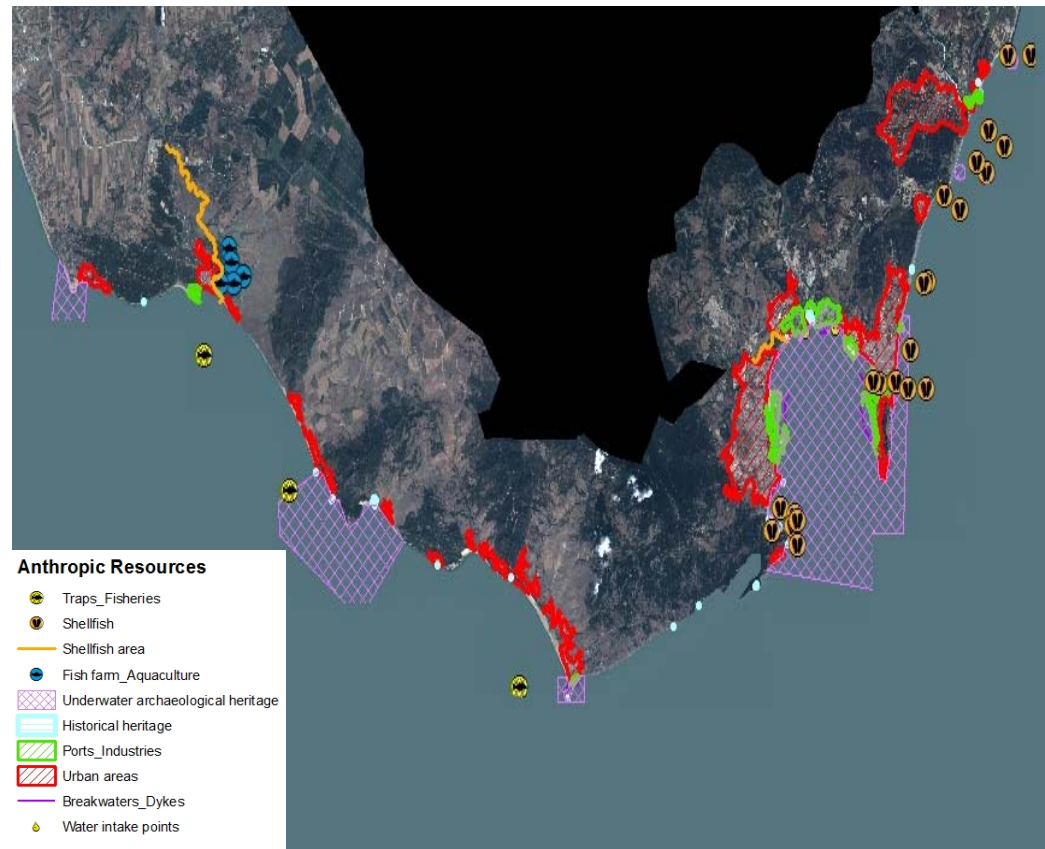 Anthropic Resources
Traps_Fisheries
Shellfish
Shellfish area
Fish farm_Aquaculture
Underwater archaeological heritage
Historical heritage
Ports_Industries
Urban areas
Breakwaters_Dykes
Water intake points